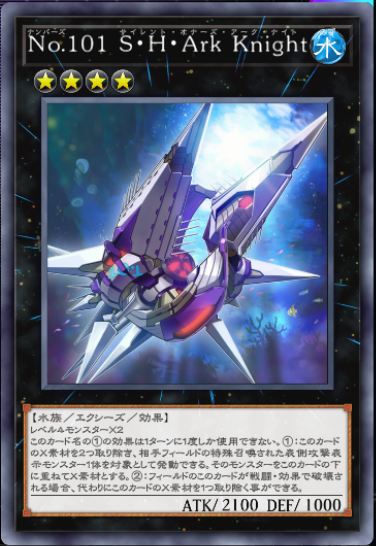 ナンバーズ サイレント・オナーズ・アーク・ナイト
No.101 S・H・Ark Knight
水
【水族／エクシーズ／効果】
レベル4モンスター×2
このカード名の①の効果は1ターンに1度しか使用できない。①：このカード
のX素材を2つ取り除き、相手フィールドの特殊召喚された表側攻撃表
示モンスター1体を対象として発動できる。そのモンスターをこのカードの下
に重ねてX素材とする。②：フィールドのこのカードが戦闘・効果で破壊さ
れる場合、代わりにこのカードのX素材を1つ取り除く事ができる。
ATK/2100 DEF/1000